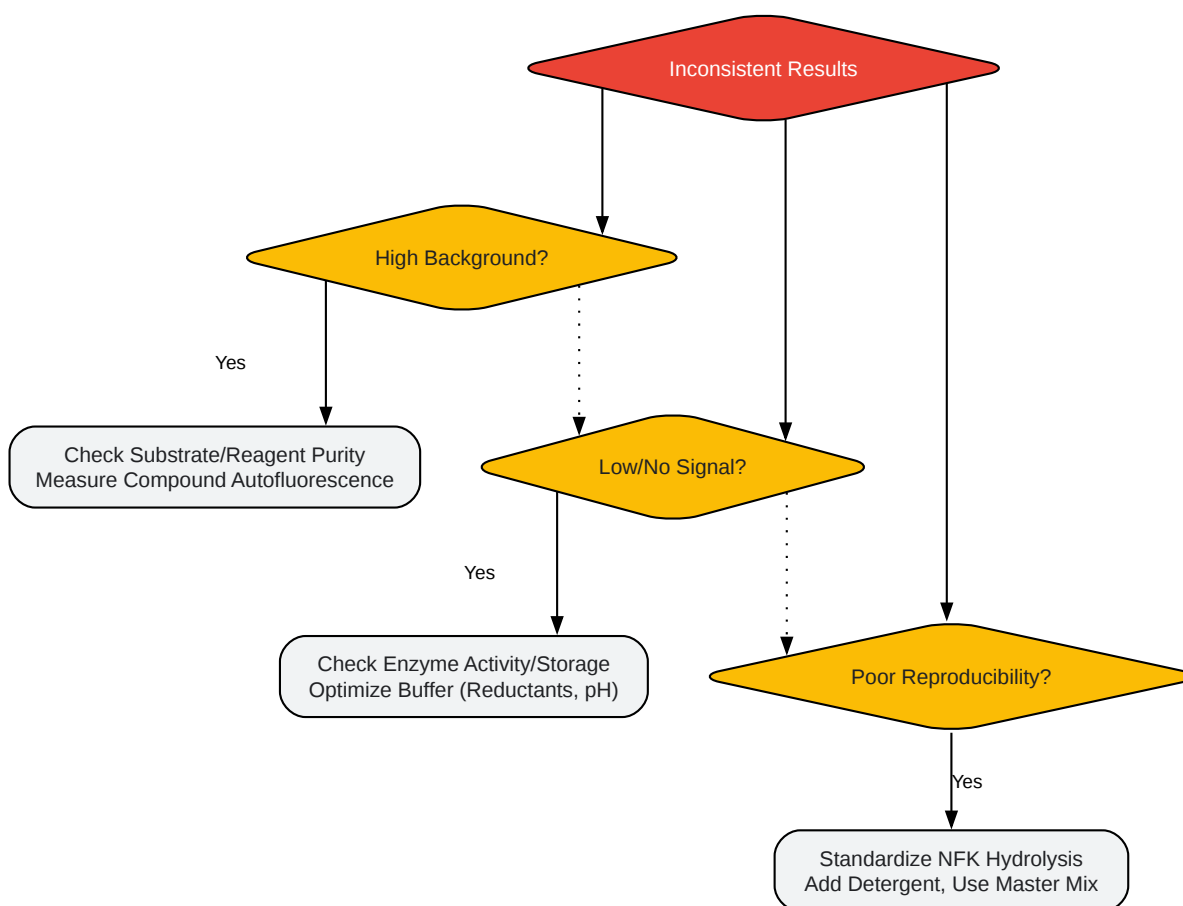 Inconsistent Results
High Background?
Yes
Check Substrate/Reagent Purity
Measure Compound Autofluorescence
Low/No Signal?
Yes
Check Enzyme Activity/Storage
Optimize Buffer (Reductants, pH)
Poor Reproducibility?
Yes
Standardize NFK Hydrolysis
Add Detergent, Use Master Mix